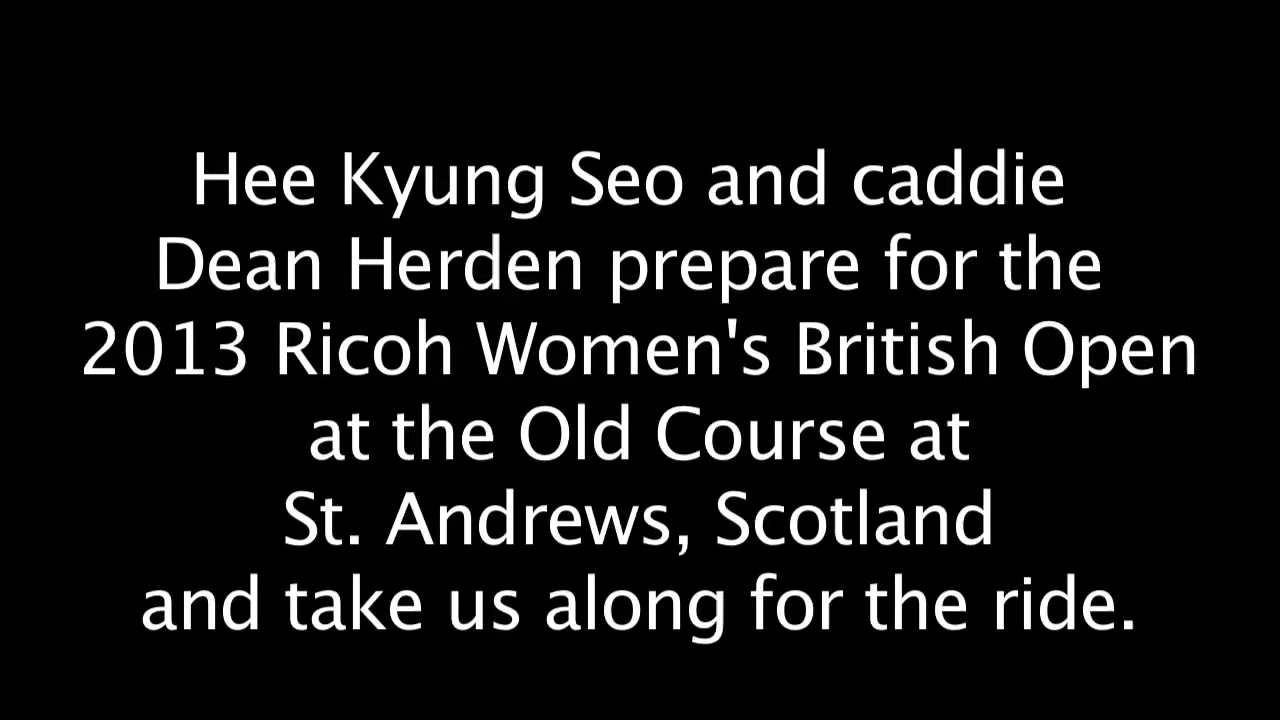 Hee Kyung Seo and caddie
Dean Herden prepare for the
2013 Ricoh Women's British Open
at the Old Course at
St. Andrews, Scotland
and take us along for the ride.